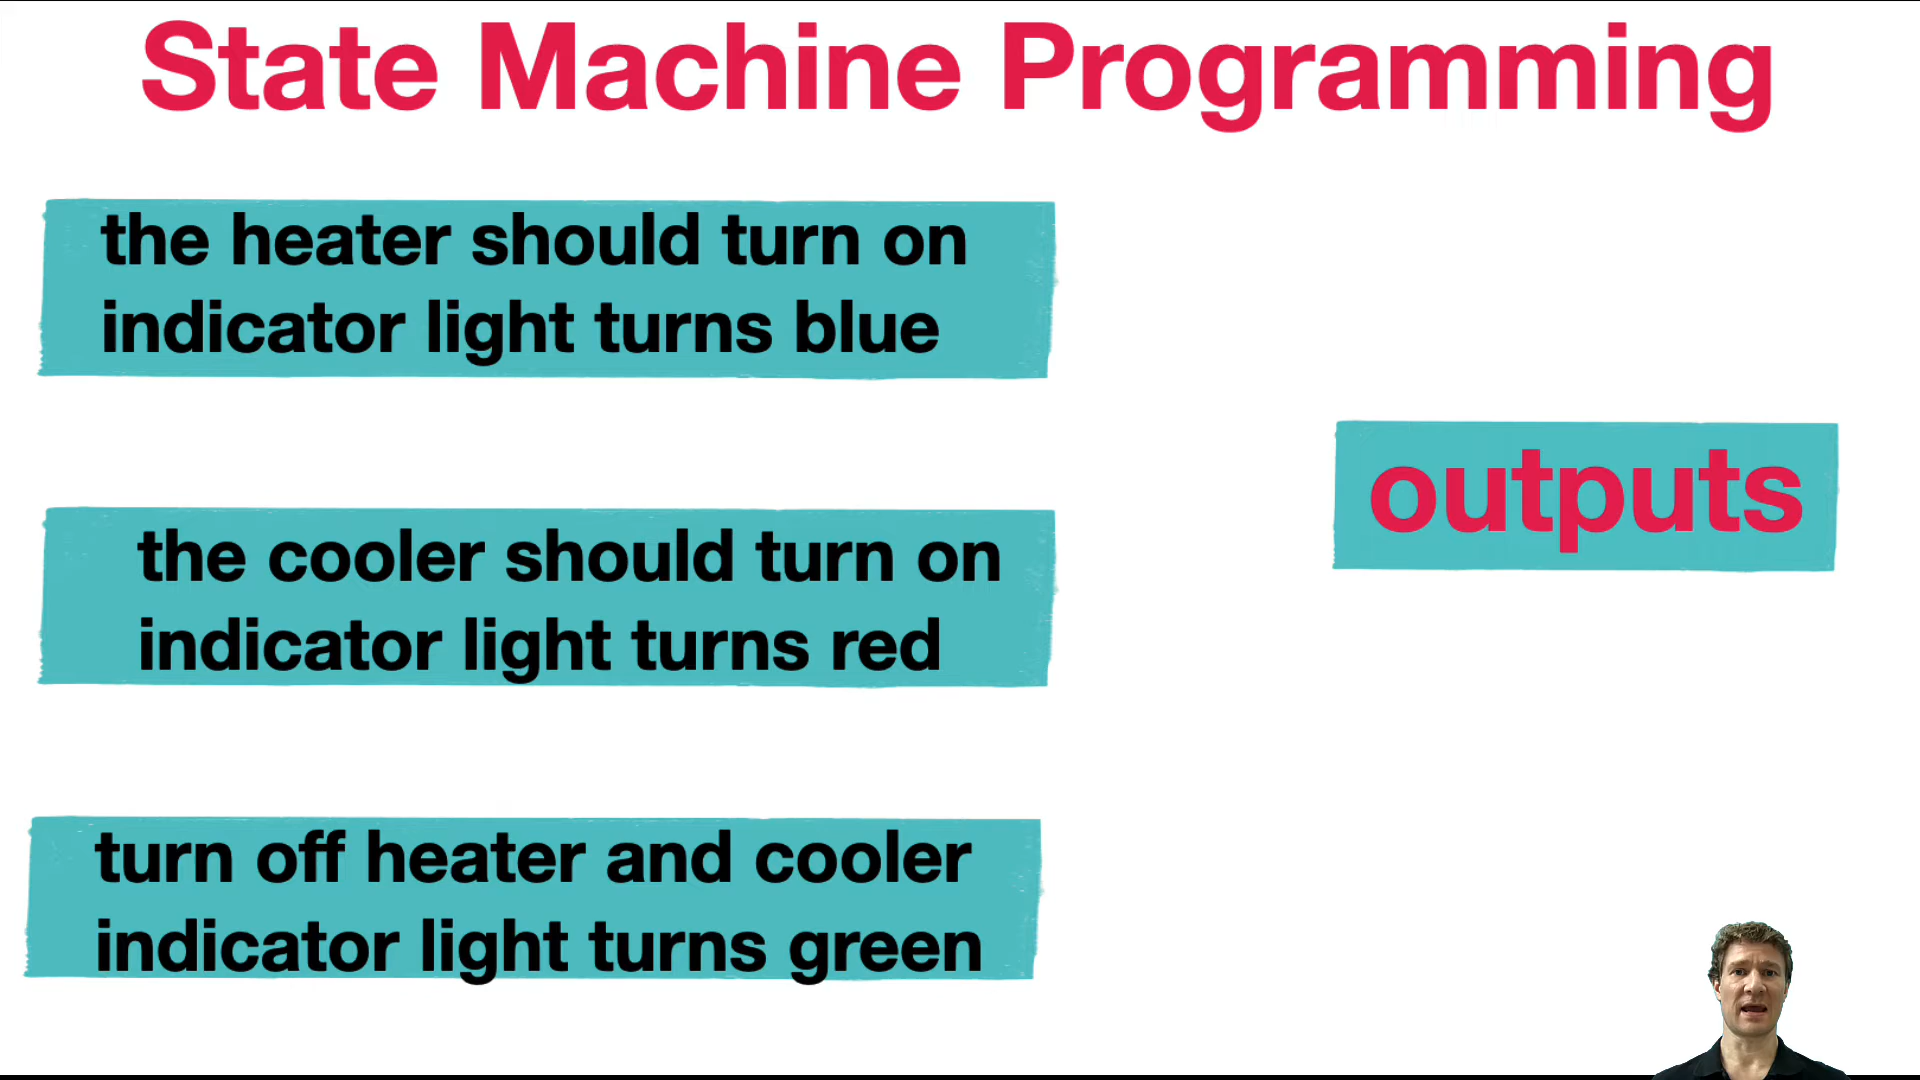 State Machine Programming
the heater should turn on
indicator light turns blue
outputs
the cooler should turn on
indicator light turns red
turn off heater and cooler
indicator light turns green